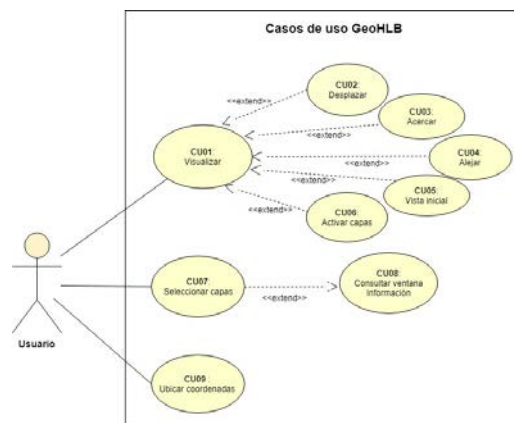 Casos de uso GeoHLB
CU02:
Desplazar
<<extend>>
CU03:
Acercar
<<extend>>
CU01:
Visualizar
CU04:
Alejar
<<extend>>
CU05:
Vista inicial
<<extend>>
CU06:
Activar capas
<<extend>>
CU07:
Seleccionar capas
<<extend>>
CU08:
Consultar ventana
Información
Usuario
CU09:
Ubicar coordenadas